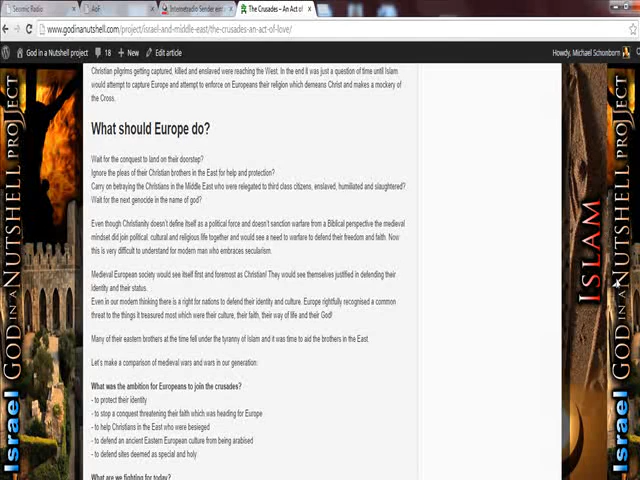 Seismic Radio
AoE
Internetradio Sender ein
The Crusades – An Act of
www.godinanutshell.com/project/israel-and-middle-east/the-crusades-an-act-of-love/
God in a Nutshell project 18 New Edit article Howdy, Michael Schonborn
Christian pilgrims getting captured, killed and enslaved were reaching the West. In the end it was just a question of time until Islam
would attempt to capture Europe and attempt to enforce on Europeans their religion which demeans Christ and makes a mockery of
the Cross.
What should Europe do?
Wait for the conquest to land on their doorstep?
Ignore the pleas of their Christian brothers in the East for help and protection?
Carry on betraying the Christians in the Middle East who were relegated to third class citizens, enslaved, humiliated and slaughtered?
Wait for the next genocide in the name of god?
Even though Christianity doesn't define itself as a political force and doesn't sanction warfare from a Biblical perspective the medieval
mindset did join political, cultural and religious life together and would see a need to warfare to defend their freedom and faith. Now
this is very difficult to understand for modern man who embraces secularism.
Medieval European society would see itself first and foremost as Christian! They would see themselves justified in defending their
Identity and their status.
Even in our modern thinking there is a right for nations to defend their identity and culture. Europe rightfully recognised a common
threat to the things it treasured most which were their culture, their faith, their way of life and their God!
Many of their eastern brothers at the time fell under the tyranny of Islam and it was time to aid the brothers in the East.
Let's make a comparison of medieval wars and wars in our generation:
What was the ambition for Europeans to join the crusades?
- to protect their identity
- to stop a conquest threatening their faith which was heading for Europe
- to help Christians in the East who were besieged
- to defend an ancient Eastern European culture from being arabised
- to defend sites deemed as special and holy
What are we fighting for today?
Israel GOD IN A NUTSHELL PROJECT
ISLAM
Israel GOD IN A NUTSHELL PROJECT